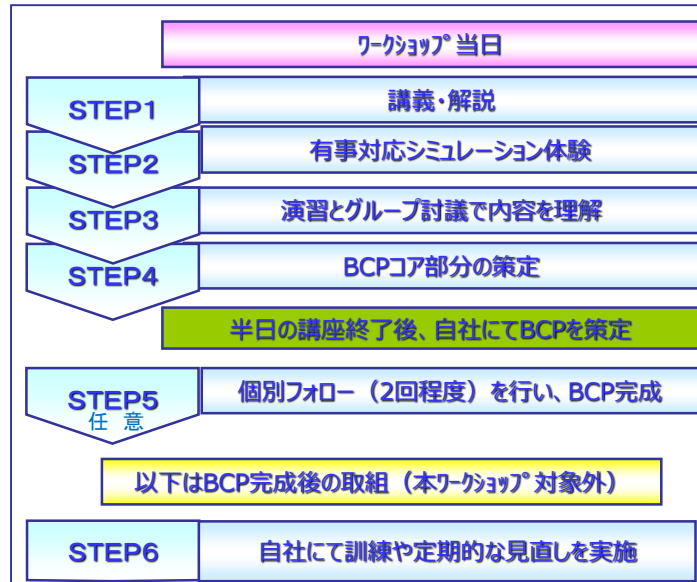 ﾜｰｸｼｮｯﾌﾟ当日
STEP1
講義・解説
STEP2
有事対応シミュレーション体験
STEP3
演習とグループ討議で内容を理解
STEP4
BCPコア部分の策定
半日の講座終了後、自社にてBCPを策定
STEP5
任　意
個別フォロー（2回程度）を行い、BCP完成
以下はBCP完成後の取組（本ﾜｰｸｼｮｯﾌﾟ対象外）
STEP6
自社にて訓練や定期的な見直しを実施